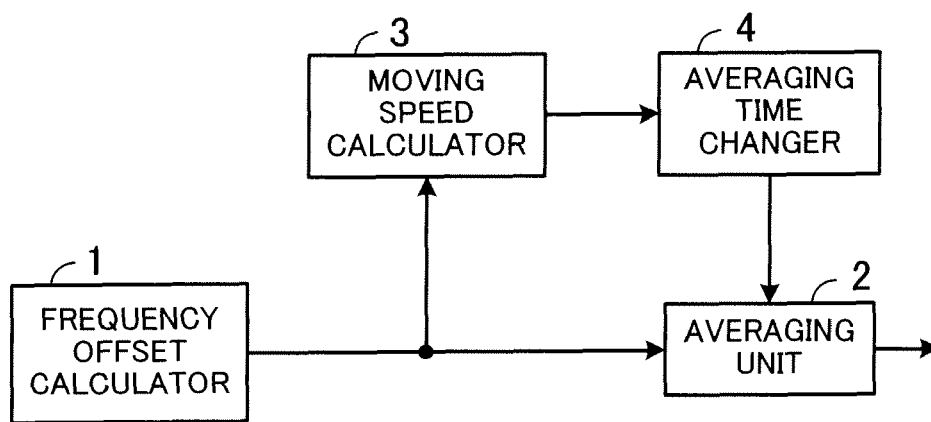 3
MOVING
SPEED
CALCULATOR
4
AVERAGING
TIME
CHANGER
1
FREQUENCY
OFFSET
CALCULATOR
2
AVERAGING
UNIT